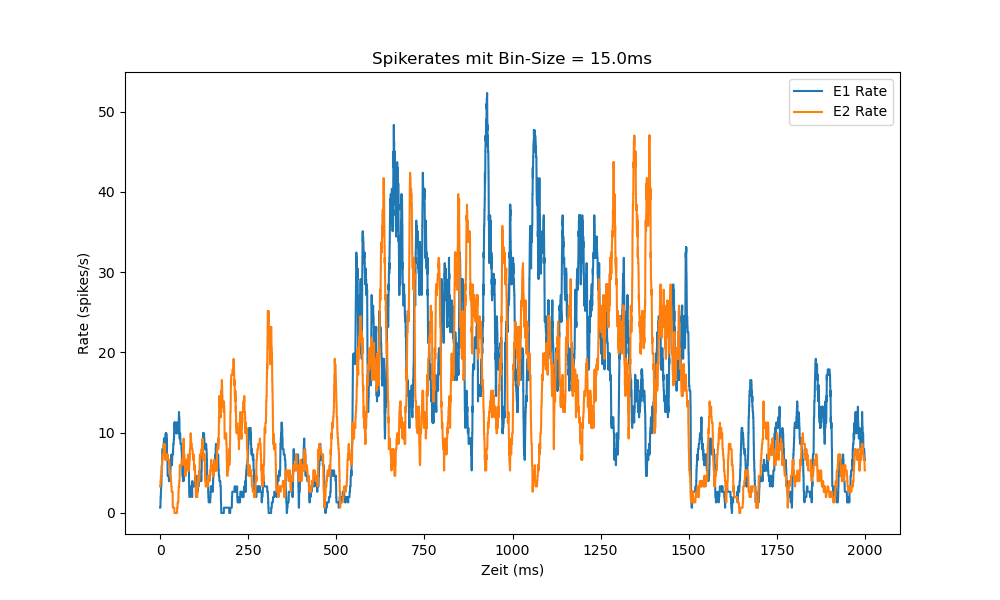 Spikerates mit Bin-Size = 15.0ms
E1 Rate
E2 Rate
Rate (spikes/s)
50
40
30
20
10
0
0 250 500 750 1000 1250 1500 1750 2000
Zeit (ms)